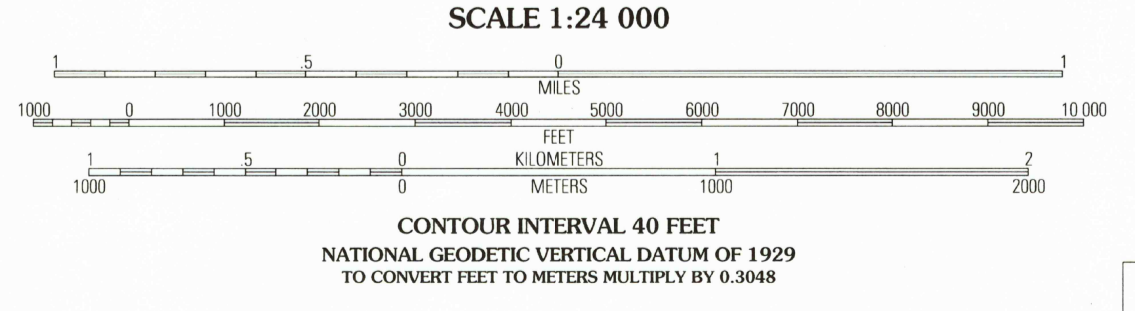 SCALE 1:24 000
1 .5 0 1
MILES
1000 0 1000 2000 3000 4000 5000 6000 7000 8000 9000 10 000
FEET
1 .5 0 KILOMETERS 1 2
1000 0 METERS 1000 2000
CONTOUR INTERVAL 40 FEET
NATIONAL GEODETIC VERTICAL DATUM OF 1929
TO CONVERT FEET TO METERS MULTIPLY BY 0.3048